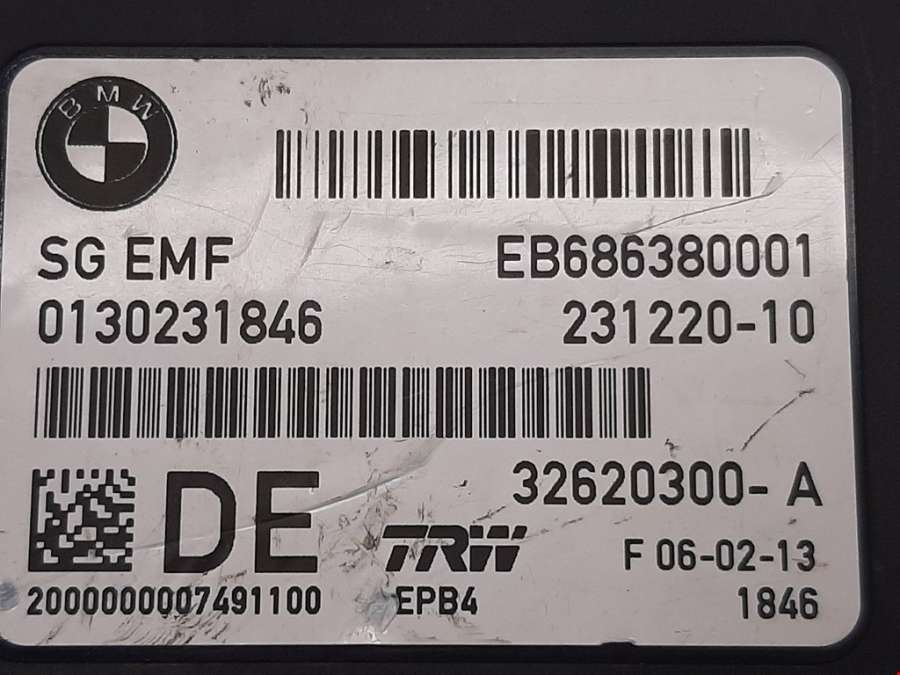 BMW
SG EMF EB686380001
0130231846 231220-10
DE 32620300- A
TRW F 06-02-13
2000000007491100 EPB4 1846